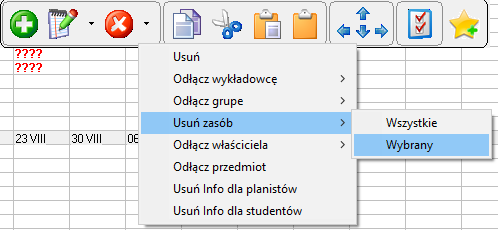 ????
????
Usuń
Odłącz wykładowcę
Odłącz grupe
Usuń zasób
Wszystkie
Wybrany
23 VIII
30 VIII
Odłącz właściciela
Odłącz przedmiot
Usuń Info dla planistów
Usuń Info dla studentów